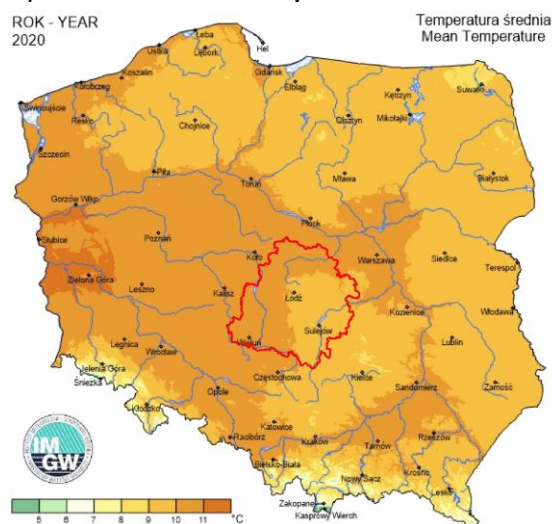 ROK - YEAR
2020
Temperatura średnia
Mean Temperature
Łeba
Hel
Ustka
Lębork
Koszalin
Gdańsk
Kołobrzeg
Elbląg
Suwałki
Kętrzyn
Świnoujście
Resko
Chojnice
Olsztyn
Mikołajki
Szczecin
Piła
Toruń
Mława
Białystok
Gorzów Wlkp.
Płock
Słubice
Poznań
Koło
Warszawa
Siedlce
Terespol
Zielona Góra
Leszno
Kalisz
Łódź
Kozienice
Włodawa
Sulejów
Legnica
Wrocław
Wieluń
Lublin
Jelenia Góra
Śnieżka
Częstochowa
Kielce
Opole
Sandomierz
Zamość
Kłodzko
Katowice
Racibórz
Kraków
Tarnów
Rzeszów
Bielsko-Biała
Nowy Sącz
Krosno
Lesko
Zakopane
Kasprowy Wierch
IM
GW
5 6 7 8 9 10 11 °C